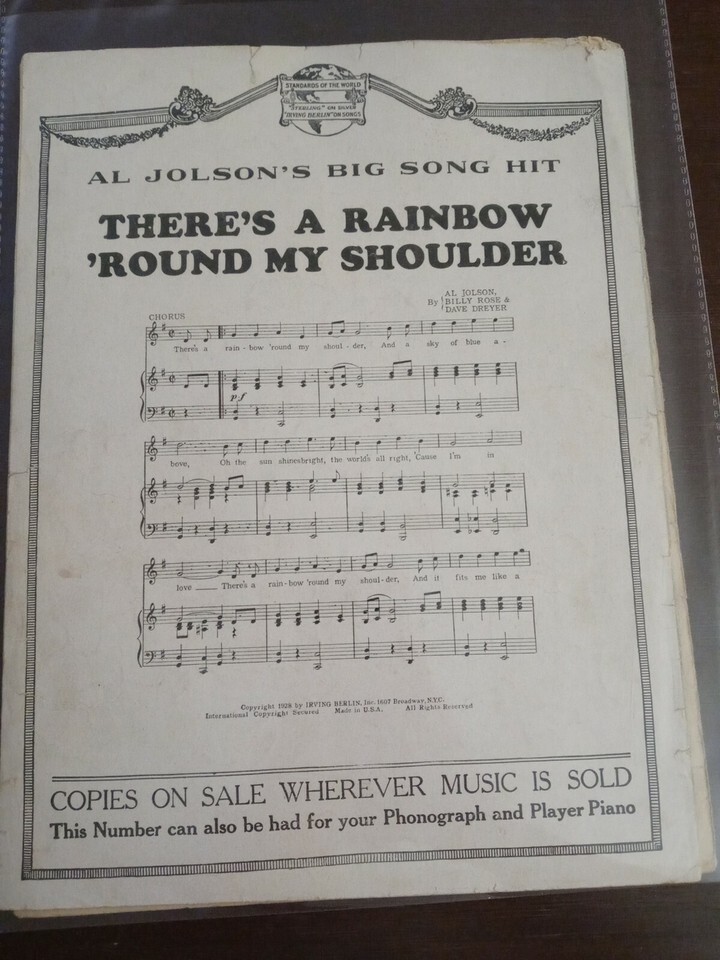 STANDARDS OF THE WORLD
"STERLING" ON SILVER
"IRVING BERLIN" ON SONGS
AL JOLSON'S BIG SONG HIT
THERE'S A RAINBOW
'ROUND MY SHOULDER
By AL JOLSON,
BILLY ROSE &
DAVE DREYER
CHORUS
There's a rain-bow 'round my shoul-der, And a sky of blue a-
p-f
bove, Oh the sun shinesbright, the world's all right, 'Cause I'm in
love There's a rain-bow 'round my shoul-der, And it fits me like a
Copyright 1928 by IRVING BERLIN, Inc. 1607 Broadway, N.Y.C.
International Copyright Secured Made in U.S.A. All Rights Reserved
COPIES ON SALE WHEREVER MUSIC IS SOLD
This Number can also be had for your Phonograph and Player Piano